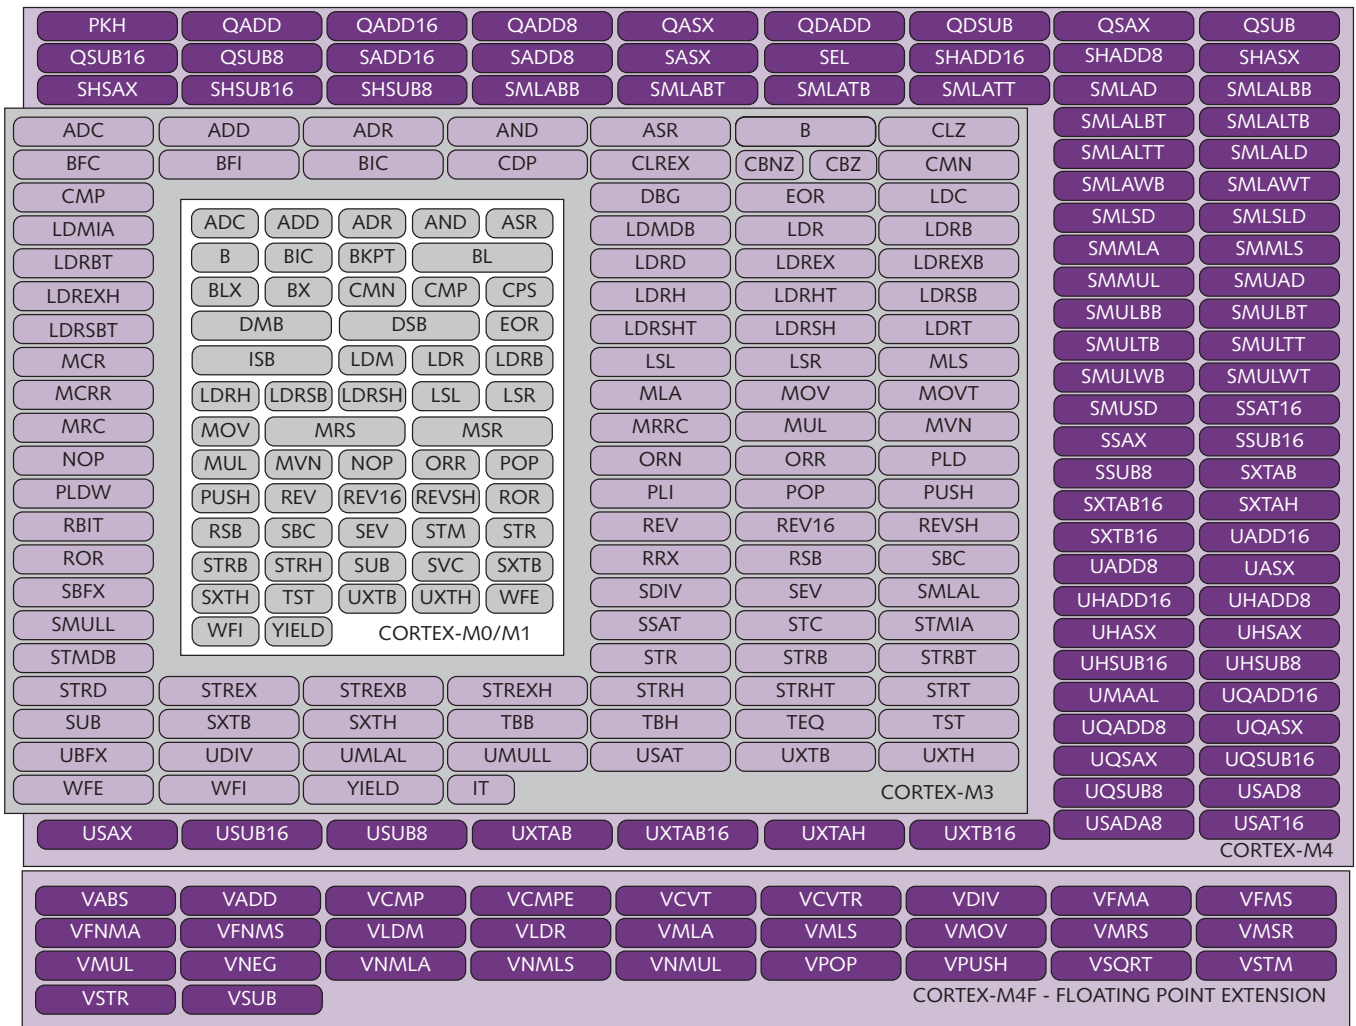 PKH QADD QADD16 QADD8 QASX QDADD QDSUB QSAX QSUB
QSUB16 QSUB8 SADD16 SADD8 SASX SEL SHADD16 SHADD8 SHASX
SHSAX SHSUB16 SHSUB8 SMLABB SMLABT SMLATB SMLATT SMLAD SMLALBB
ADC ADD ADR AND ASR B CLZ SMLALBT SMLALTB
BFC BFI BIC CDP CLREX CBNZ CBZ CMN SMLALTT SMLALD
CMP DBG EOR LDC SMLAWB SMLAWT
ADC ADD ADR AND ASR
LDMIA LDMDB LDR LDRB SMLSD SMLSLD
B BIC BKPT BL
LDRBT LDRD LDREX LDREXB SMMLA SMMLS
BLX BX CMN CMP CPS
LDREXH LDRH LDRHT LDRSB SMMUL SMUAD
DMB DSB EOR
LDRSBT LDRSHT LDRSH LDRT SMULBB SMULBT
ISB LDM LDR LDRB
MCR LSL LSR MLS SMULTB SMULTT
LDRH LDRSB LDRSH LSL LSR
MCRR MLA MOV MOVT SMULWB SMULWT
MOV MRS MSR
MRC MRRC MUL MVN SMUSD SSAT16
MUL MVN NOP ORR POP
NOP ORN ORR PLD SSAX SSUB16
PUSH REV REV16 REVSH ROR
PLDW PLI POP PUSH SSUB8 SXTAB
RSB SBC SEV STM STR
RBIT REV REV16 REVSH SXTAB16 SXTAH
STRB STRH SUB SVC SXTB
ROR RRX RSB SBC SXTB16 UADD16
SXTH TST UXTB UXTH WFE
SBFX SDIV SEV SMLAL UADD8 UASX
WFI YIELD CORTEX-M0/M1
SMULL SSAT STC STMIA UHADD16 UHADD8
STMDB STR STRB STRBT UHASX UHSAX
STRD STREX STREXB STREXH STRH STRHT STRT UHSUB16 UHSUB8
SUB SXTB SXTH TBB TBH TEQ TST UMAAL UQADD16
UBFX UDIV UMLAL UMULL USAT UXTB UXTH UQADD8 UQASX
WFE WFI YIELD IT CORTEX-M3 UQSAX UQSUB16
UQSUB8 USAD8
USAX USUB16 USUB8 UXTAB UXTAB16 UXTAH UXTB16 USADA8 USAT16
CORTEX-M4
VABS VADD VCMP VCMPE VCVT VCVTR VDIV VFMA VFMS
VFNMA VFNMS VLDM VLDR VMLA VMLS VMOV VMRS VMSR
VMUL VNEG VNMLA VNMLS VNMUL VPOP VPUSH VSQRT VSTM
VSTR VSUB CORTEX-M4F - FLOATING POINT EXTENSION